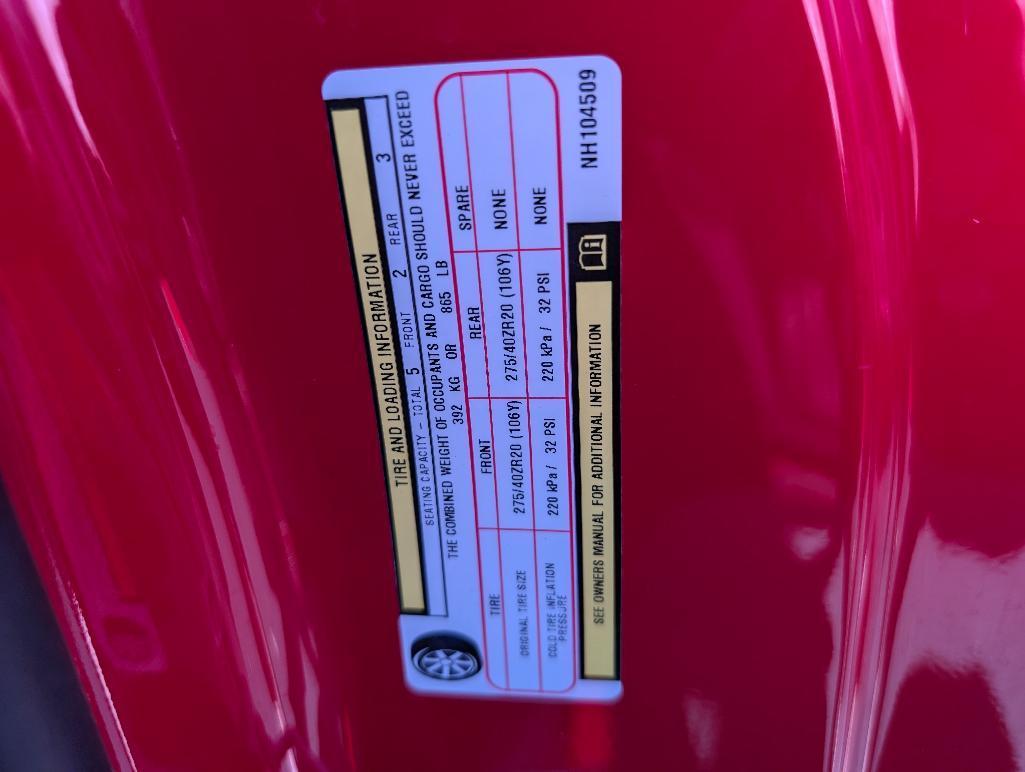 TIRE AND LOADING INFORMATION
SEATING CAPACITY – TOTAL 5 FRONT 2 REAR 3
THE COMBINED WEIGHT OF OCCUPANTS AND CARGO SHOULD NEVER EXCEED
392 KG OR 865 LB
TIRE FRONT REAR SPARE
ORIGINAL TIRE SIZE 275/40ZR20 (106Y) 275/40ZR20 (106Y) NONE
COLD TIRE INFLATION PRESSURE 220 kPa / 32 PSI 220 kPa / 32 PSI NONE
SEE OWNERS MANUAL FOR ADDITIONAL INFORMATION
NH104509